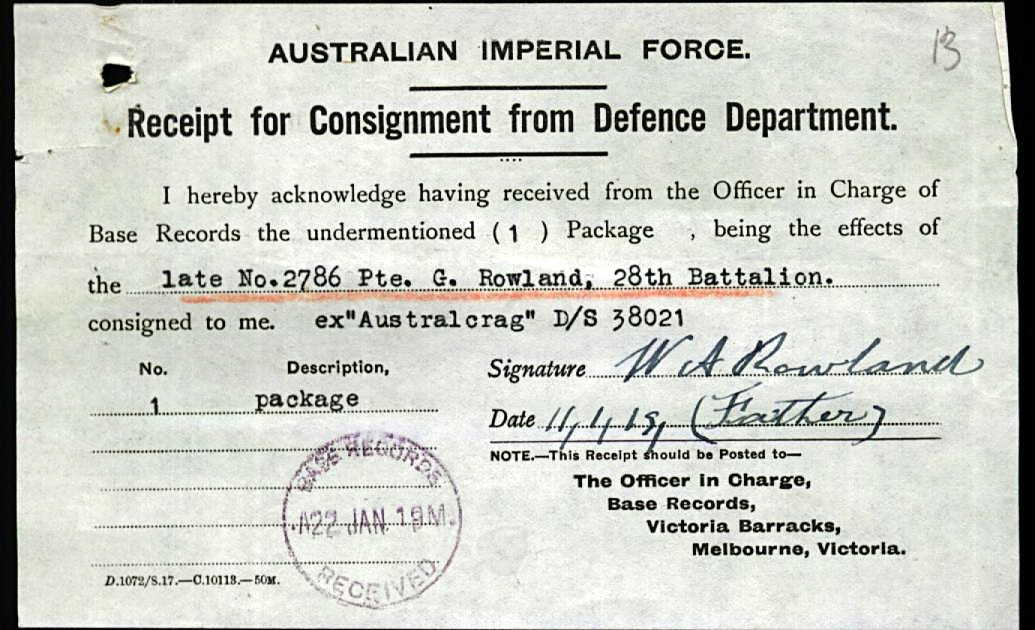 13
AUSTRALIAN IMPERIAL FORCE.
Receipt for Consignment from Defence Department.
I hereby acknowledge having received from the Officer in Charge of
Base Records the undermentioned ( 1 ) Package , being the effects of
the late No.2786 Pte. G. Rowland, 28th Battalion.
consigned to me. ex"Australcrag" D/S 38021
No. Description,
1 package
Signature W A Rowland
Date 11/1/19, (Father)
NOTE.—This Receipt should be Posted to—
The Officer in Charge,
Base Records,
Victoria Barracks,
Melbourne, Victoria.
BASE RECORDS
22 JAN. 19
RECEIVED
D.1072/8.17.—C.10113.—50M.